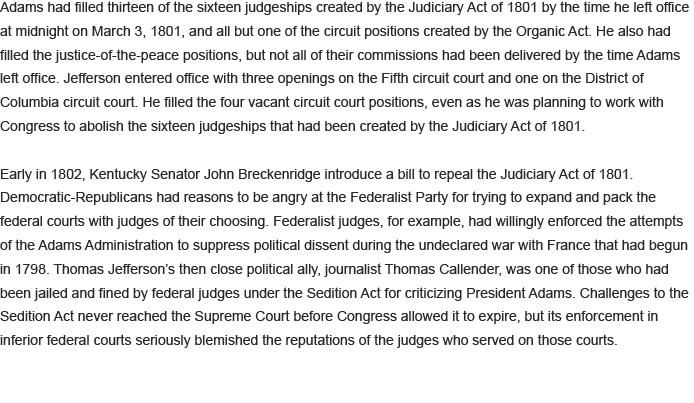 Adams had filled thirteen of the sixteen judgeships created by the Judiciary Act of 1801 by the time he left office
at midnight on March 3, 1801, and all but one of the circuit positions created by the Organic Act. He also had
filled the justice-of-the-peace positions, but not all of their commissions had been delivered by the time Adams
left office. Jefferson entered office with three openings on the Fifth circuit court and one on the District of
Columbia circuit court. He filled the four vacant circuit court positions, even as he was planning to work with
Congress to abolish the sixteen judgeships that had been created by the Judiciary Act of 1801.
Early in 1802, Kentucky Senator John Breckenridge introduce a bill to repeal the Judiciary Act of 1801.
Democratic-Republicans had reasons to be angry at the Federalist Party for trying to expand and pack the
federal courts with judges of their choosing. Federalist judges, for example, had willingly enforced the attempts
of the Adams Administration to suppress political dissent during the undeclared war with France that had begun
in 1798. Thomas Jefferson's then close political ally, journalist Thomas Callender, was one of those who had
been jailed and fined by federal judges under the Sedition Act for criticizing President Adams. Challenges to the
Sedition Act never reached the Supreme Court before Congress allowed it to expire, but its enforcement in
inferior federal courts seriously blemished the reputations of the judges who served on those courts.